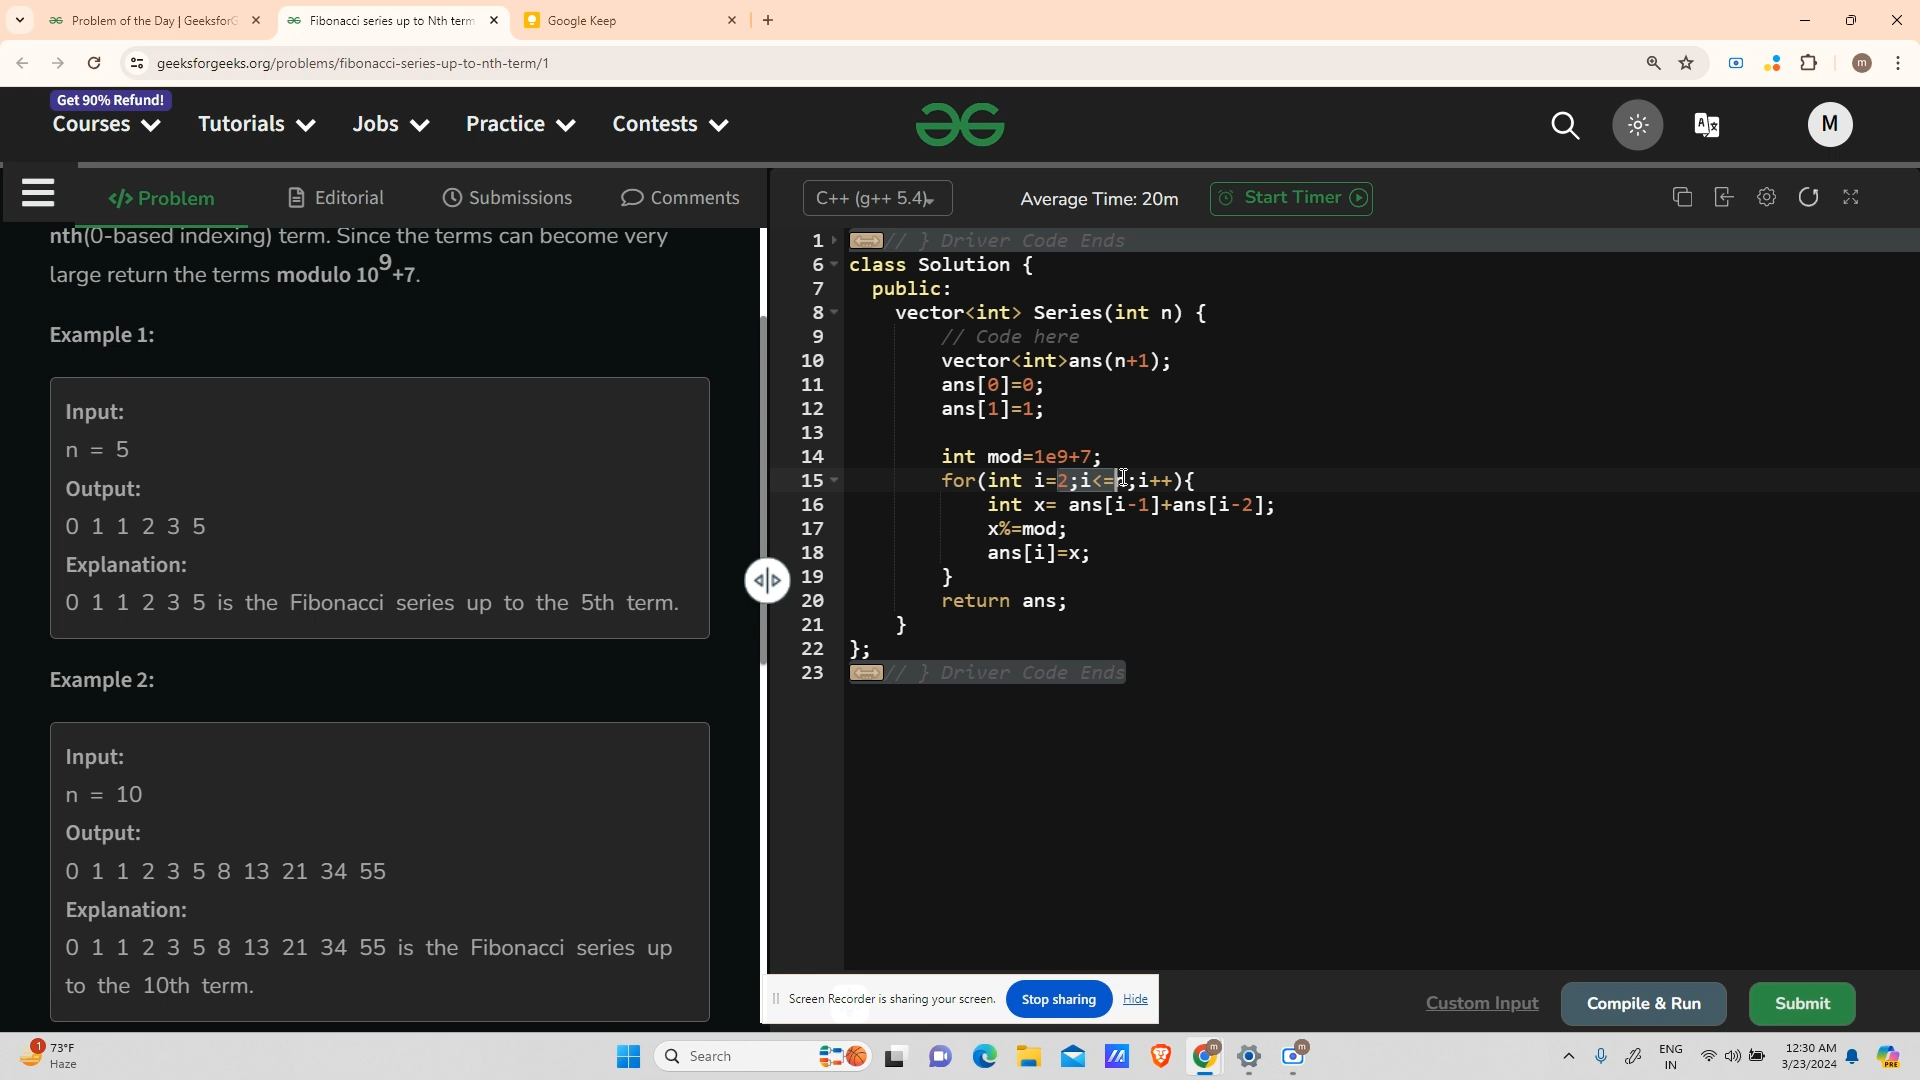 Problem of the Day | GeeksforG
Fibonacci series up to Nth term
Google Keep
geeksforgeeks.org/problems/fibonacci-series-up-to-nth-term/1
m
Get 90% Refund!
Courses
Tutorials
Jobs
Practice
Contests
M
</> Problem
Editorial
Submissions
Comments
C++ (g++ 5.4)
Average Time: 20m
Start Timer
nth(0-based indexing) term. Since the terms can become very
large return the terms modulo 10^9+7.
Example 1:
Input:
n = 5
Output:
0 1 1 2 3 5
Explanation:
0 1 1 2 3 5 is the Fibonacci series up to the 5th term.
Example 2:
Input:
n = 10
Output:
0 1 1 2 3 5 8 13 21 34 55
Explanation:
0 1 1 2 3 5 8 13 21 34 55 is the Fibonacci series up
to the 10th term.
1 // } Driver Code Ends
6 class Solution {
7 public:
8 vector<int> Series(int n) {
9 // Code here
10 vector<int>ans(n+1);
11 ans[0]=0;
12 ans[1]=1;
13
14 int mod=1e9+7;
15 for(int i=2;i<=n;i++){
16 int x= ans[i-1]+ans[i-2];
17 x%=mod;
18 ans[i]=x;
19 }
20 return ans;
21 }
22 };
23 // } Driver Code Ends
Screen Recorder is sharing your screen.
Stop sharing
Hide
Custom Input
Compile & Run
Submit
1
73°F
Haze
Search
m
m
ENG
IN
12:30 AM
3/23/2024
PRE